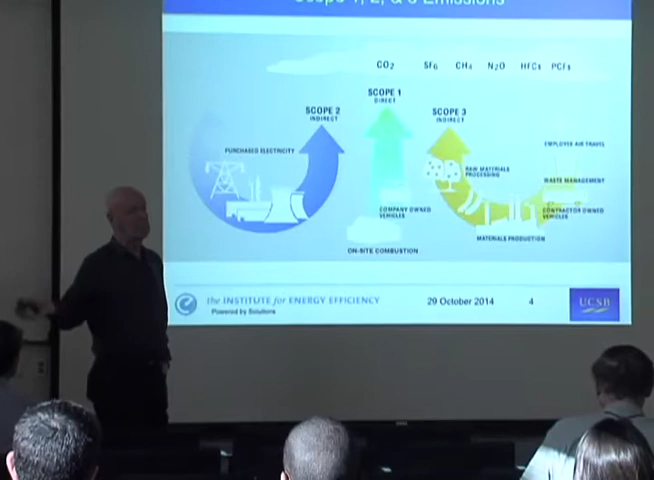 Scope 1, 2, & 3 Emissions
CO2 SF6 CH4 N2O HFCs PCFs
SCOPE 2
INDIRECT
PURCHASED ELECTRICITY
SCOPE 1
DIRECT
COMPANY OWNED
VEHICLES
ON-SITE COMBUSTION
SCOPE 3
INDIRECT
RAW MATERIALS
PROCESSING
MATERIALS PRODUCTION
EMPLOYEE AIR TRAVEL
WASTE MANAGEMENT
CONTRACTOR OWNED
VEHICLES
the INSTITUTE for ENERGY EFFICIENCY
Powered by Solutions
29 October 2014
4
UCSB